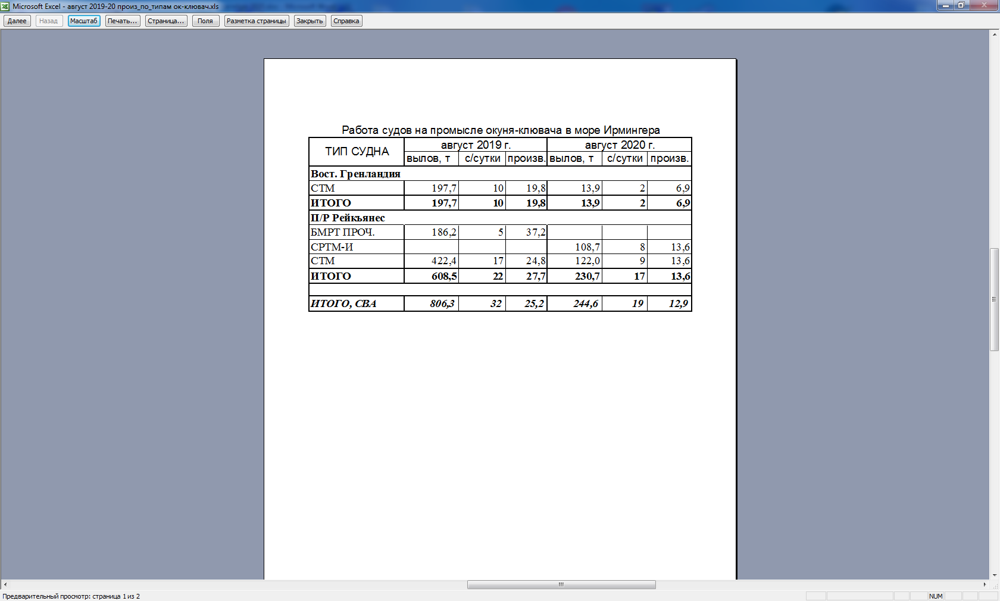 Microsoft Excel - август 2019-20 произ_по_типам ок-клювач.xls
Далее Назад Масштаб Печать... Страница... Поля Разметка страницы Закрыть Справка
Работа судов на промысле окуня-клювача в море Ирмингера
ТИП СУДНА август 2019 г. август 2020 г.
вылов, т с/сутки произв. вылов, т с/сутки произв.
Вост. Гренландия
СТМ 197,7 10 19,8 13,9 2 6,9
ИТОГО 197,7 10 19,8 13,9 2 6,9
П/Р Рейкъянес
БМРТ ПРОЧ. 186,2 5 37,2
СРТМ-И 108,7 8 13,6
СТМ 422,4 17 24,8 122,0 9 13,6
ИТОГО 608,5 22 27,7 230,7 17 13,6
ИТОГО, СВА 806,3 32 25,2 244,6 19 12,9
Предварительный просмотр: страница 1 из 2 NUM